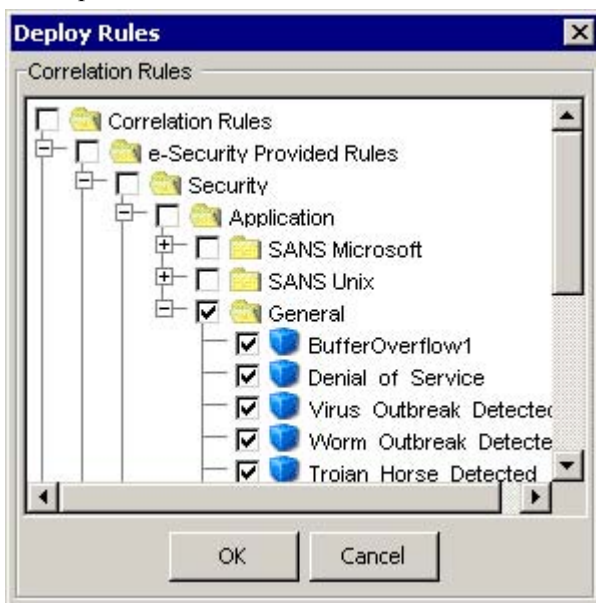 Deploy Rules
Correlation Rules
Correlation Rules
e-Security Provided Rules
Security
Application
SANS Microsoft
SANS Unix
General
BufferOverflow1
Denial of Service
Virus Outbreak Detected
Worm Outbreak Detecte
Trojan Horse Detected
OK
Cancel